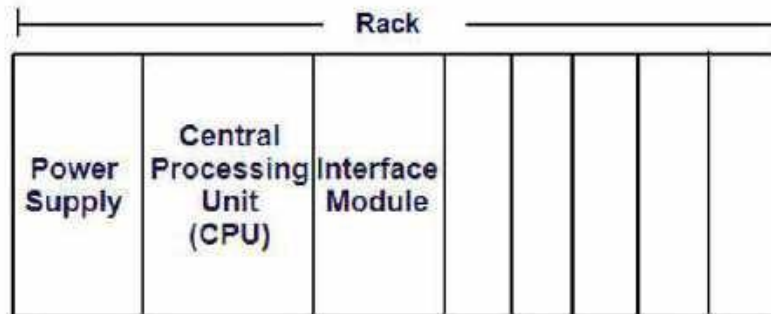 Rack
Power
Supply
Central
Processing
Unit
(CPU)
Interface
Module